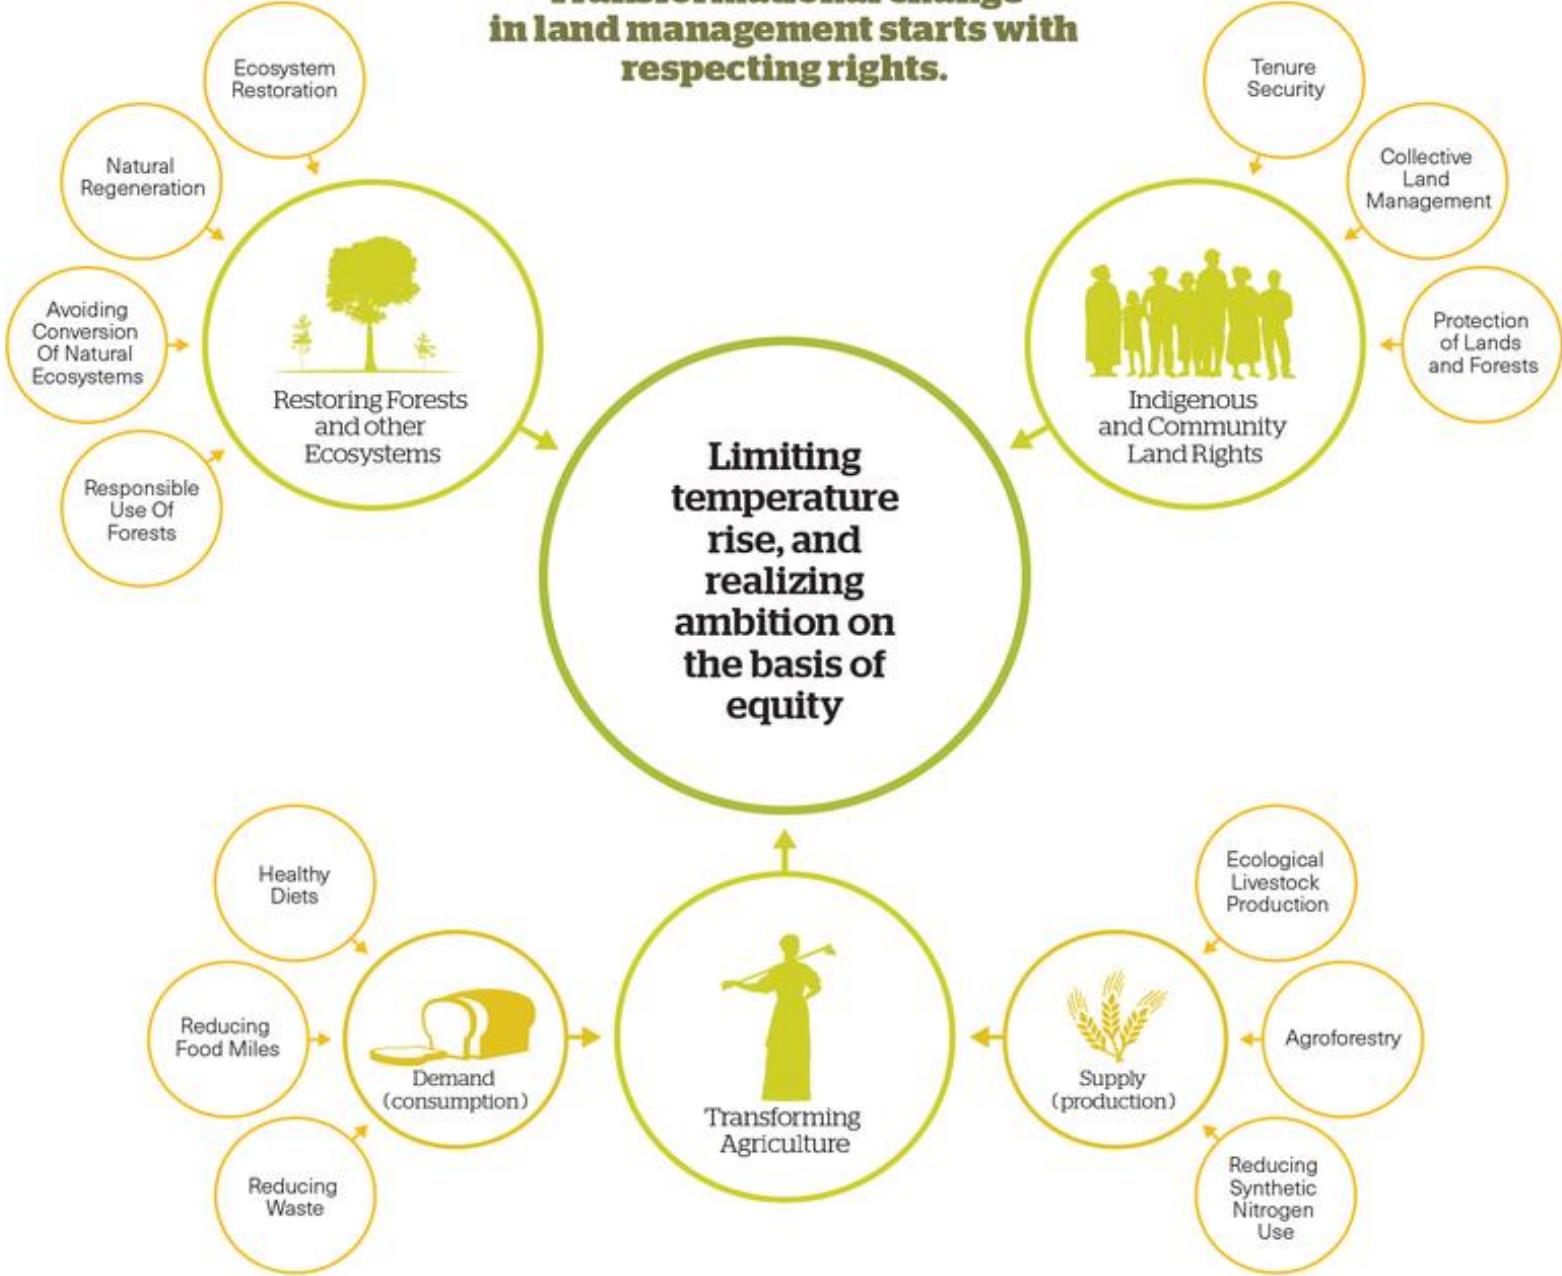 Transformational change
in land management starts with
respecting rights.
Ecosystem
Restoration
Natural
Regeneration
Avoiding
Conversion
Of Natural
Ecosystems
Responsible
Use Of
Forests
Restoring Forests
and other
Ecosystems
Tenure
Security
Collective
Land
Management
Protection
of Lands
and Forests
Indigenous
and Community
Land Rights
Limiting
temperature
rise, and
realizing
ambition on
the basis of
equity
Healthy
Diets
Reducing
Food Miles
Reducing
Waste
Demand
(consumption)
Transforming
Agriculture
Supply
(production)
Ecological
Livestock
Production
Agroforestry
Reducing
Synthetic
Nitrogen
Use